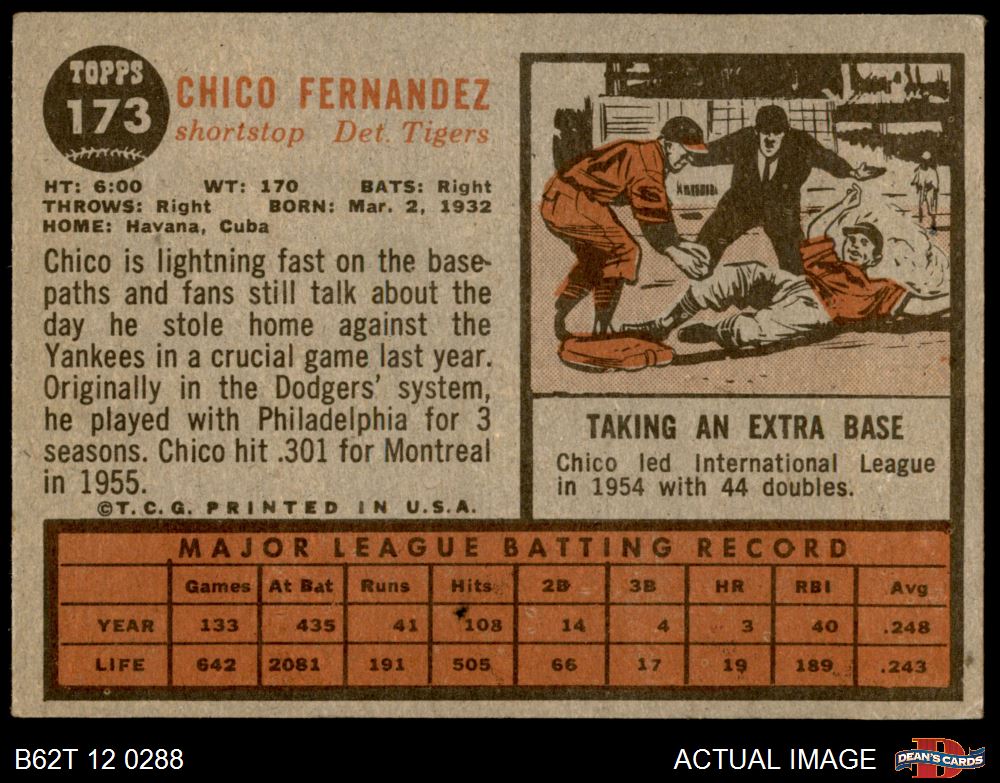 TOPPS
173
CHICO FERNANDEZ
shortstop Det. Tigers
HT: 6:00 WT: 170 BATS: Right
THROWS: Right BORN: Mar. 2, 1932
HOME: Havana, Cuba
Chico is lightning fast on the base-
paths and fans still talk about the
day he stole home against the
Yankees in a crucial game last year.
Originally in the Dodgers' system,
he played with Philadelphia for 3
seasons. Chico hit .301 for Montreal
in 1955.
©T.C.G. PRINTED IN U.S.A.
TAKING AN EXTRA BASE
Chico led International League
in 1954 with 44 doubles.
MAJOR LEAGUE BATTING RECORD
Games At Bat Runs Hits 2B 3B HR RBI Avg
YEAR 133 435 41 108 14 4 3 40 .248
LIFE 642 2081 191 505 66 17 19 189 .243
B62T 12 0288
ACTUAL IMAGE
D
DEAN'S CARDS